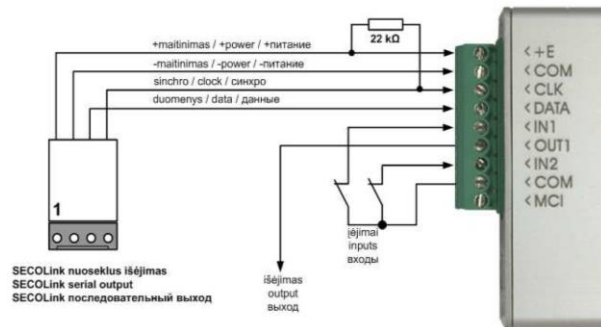 +maitinimas / +power / +питание
22 kΩ
-maitinimas / -power / -питание
sinchro / clock / синхро
duomenys / data / данные
<+E
<COM
<CLK
<DATA
<IN1
<OUT1
<IN2
<COM
<MCI
1
įėjimai
inputs
входы
SECOLink nuoseklus išėjimas
SECOLink serial output
SECOLink последовательный выход
išėjimas
output
выход